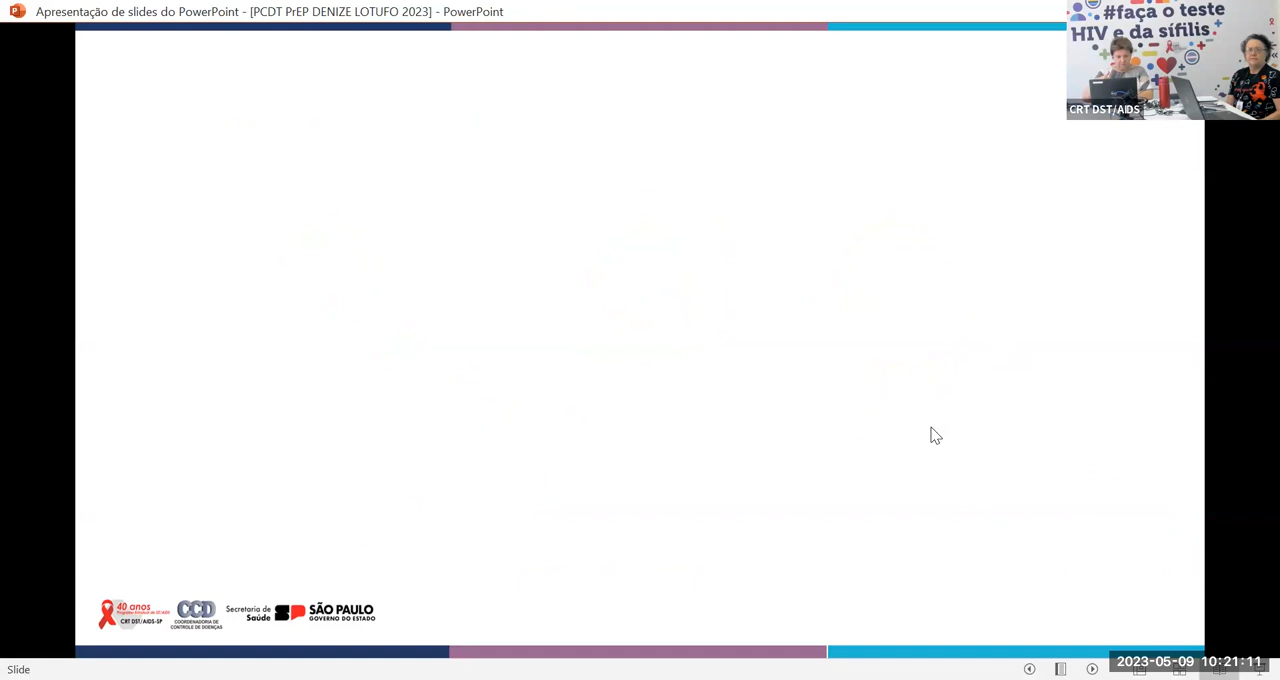 Apresentação de slides do PowerPoint - [PCDT PrEP DENIZE LOTUFO 2023] - PowerPoint
#faça o teste
HIV e da sífilis
CRT DST/AIDS
40 anos
CRT DST/AIDS-SP
CCD
COORDENADORIA DE
CONTROLE DE DOENÇAS
Secretaria de
Saúde
SÃO PAULO
GOVERNO DO ESTADO
Slide
2023-05-09 10:21:11